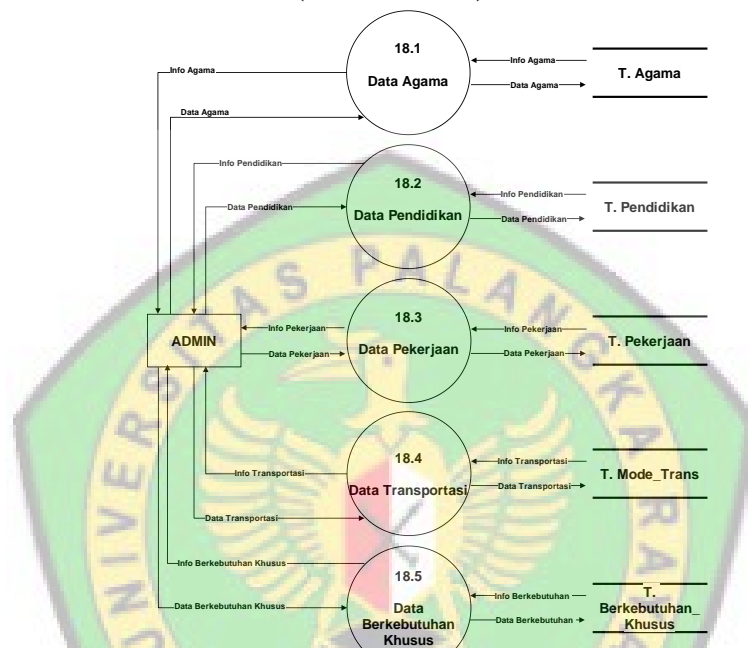 18.1
Data Agama
Info Agama
Data Agama
Info Agama
Data Agama
T. Agama
18.2
Data Pendidikan
Info Pendidikan
Data Pendidikan
Info Pendidikan
Data Pendidikan
T. Pendidikan
ADMIN
18.3
Data Pekerjaan
Info Pekerjaan
Data Pekerjaan
Info Pekerjaan
Data Pekerjaan
T. Pekerjaan
18.4
Data Transportasi
Info Transportasi
Data Transportasi
Info Transportasi
Data Transportasi
T. Mode_Trans
18.5
Data
Berkebutuhan
Khusus
Info Berkebutuhan Khusus
Data Berkebutuhan Khusus
Info Berkebutuhan
Data Berkebutuhan
T.
Berkebutuhan_
Khusus
UNIVERSITAS PALANGKA RAN